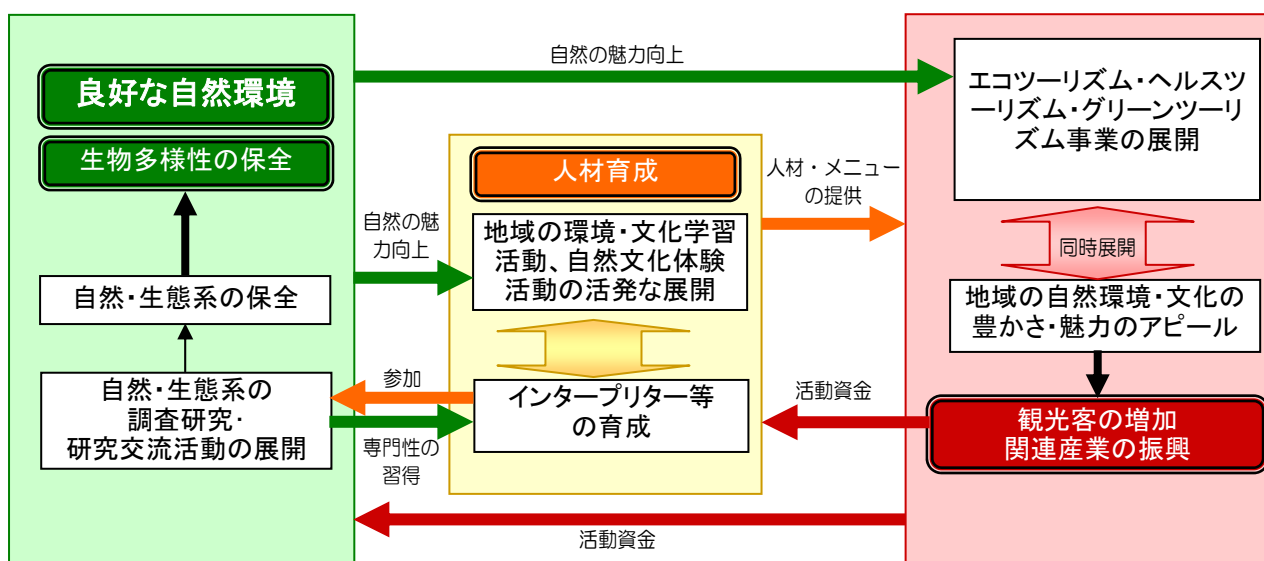 良好な自然環境
生物多様性の保全
自然・生態系の保全
自然・生態系の
調査研究・
研究交流活動の展開
自然の魅力向上
自然の魅
力向上
参加
専門性の
習得
人材育成
地域の環境・文化学習
活動、自然文化体験
活動の活発な展開
インタープリター等
の育成
人材・メニュー
の提供
活動資金
活動資金
エコツーリズム・ヘルスツ
ーリズム・グリーンツーリ
ズム事業の展開
同時展開
地域の自然環境・文化の
豊かさ・魅力のアピール
観光客の増加
関連産業の振興